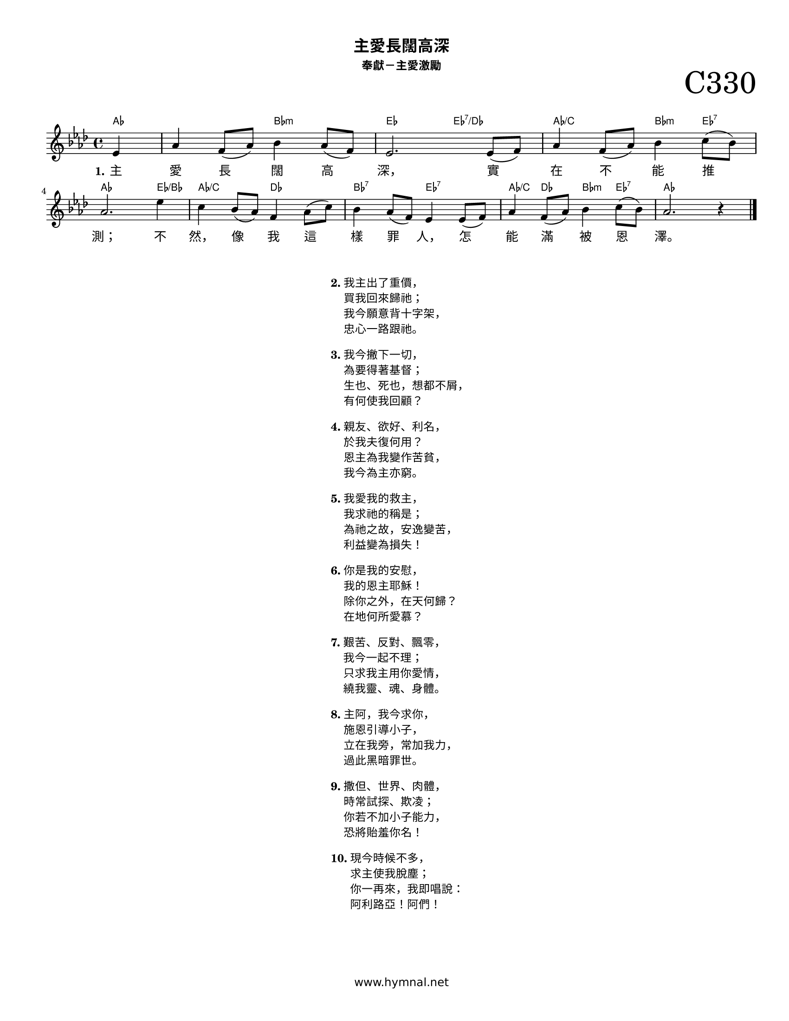 主愛長闊高深
奉獻－主愛激勵
C330
A♭ B♭m E♭ E♭7/D♭ A♭/C B♭m E♭7
1. 主 愛 長 闊 高 深， 實 在 不 能 推
4 A♭ E♭/B♭ A♭/C D♭ B♭7 E♭7 A♭/C D♭ B♭m E♭7 A♭
測； 不 然， 像 我 這 樣 罪 人， 怎 能 滿 被 恩 澤。
2. 我主出了重價，
買我回來歸祂；
我今願意背十字架，
忠心一路跟祂。
3. 我今撇下一切，
為要得著基督；
生也、死也，想都不屑，
有何使我回顧？
4. 親友、欲好、利名，
於我夫復何用？
恩主為我變作苦貧，
我今為主亦窮。
5. 我愛我的救主，
我求祂的稱是；
為祂之故，安逸變苦，
利益變為損失！
6. 你是我的安慰，
我的恩主耶穌！
除你之外，在天何歸？
在地何所愛慕？
7. 艱苦、反對、飄零，
我今一起不理；
只求我主用你愛情，
繞我靈、魂、身體。
8. 主阿，我今求你，
施恩引導小子，
立在我旁，常加我力，
過此黑暗罪世。
9. 撒但、世界、肉體，
時常試探、欺凌；
你若不加小子能力，
恐將貽羞你名！
10. 現今時候不多，
求主使我脫塵；
你一再來，我即唱說：
阿利路亞！阿們！
www.hymnal.net